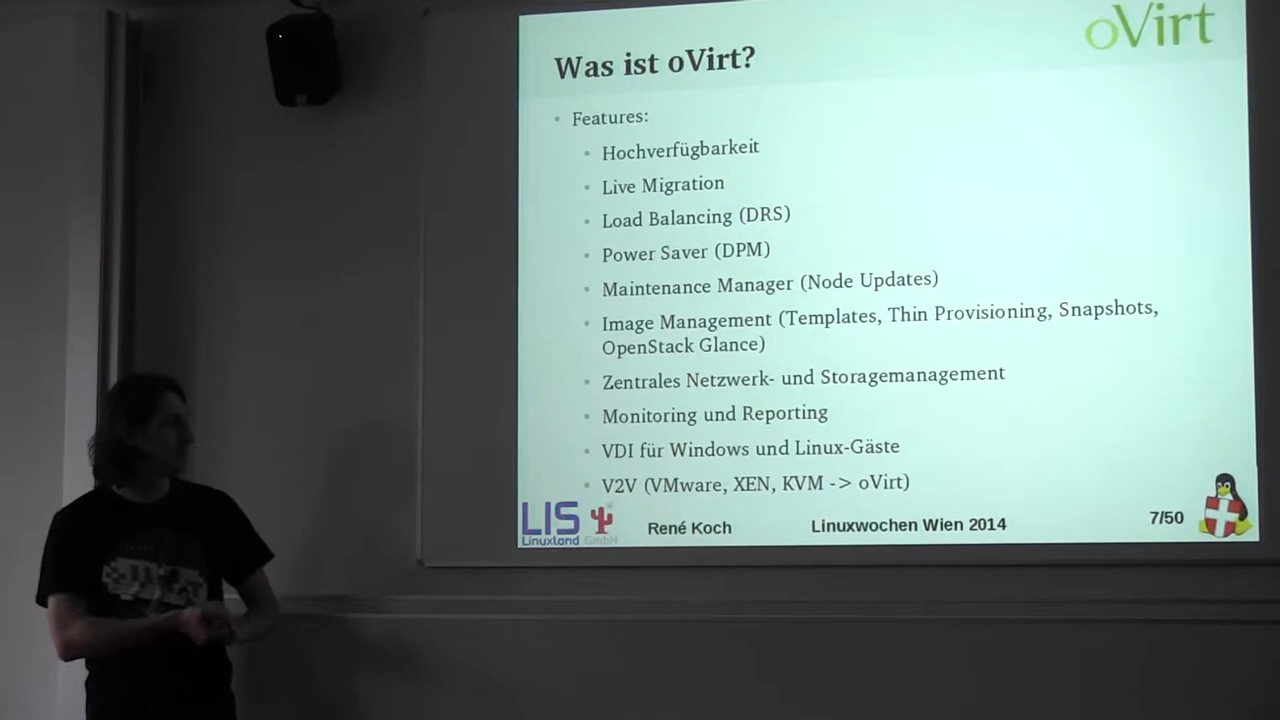 oVirt
Was ist oVirt?
• Features:
• Hochverfügbarkeit
• Live Migration
• Load Balancing (DRS)
• Power Saver (DPM)
• Maintenance Manager (Node Updates)
• Image Management (Templates, Thin Provisioning, Snapshots,
OpenStack Glance)
• Zentrales Netzwerk- und Storagemanagement
• Monitoring und Reporting
• VDI für Windows und Linux-Gäste
• V2V (VMware, XEN, KVM -> oVirt)
LIS
Linuxland GmbH
René Koch
Linuxwochen Wien 2014
7/50